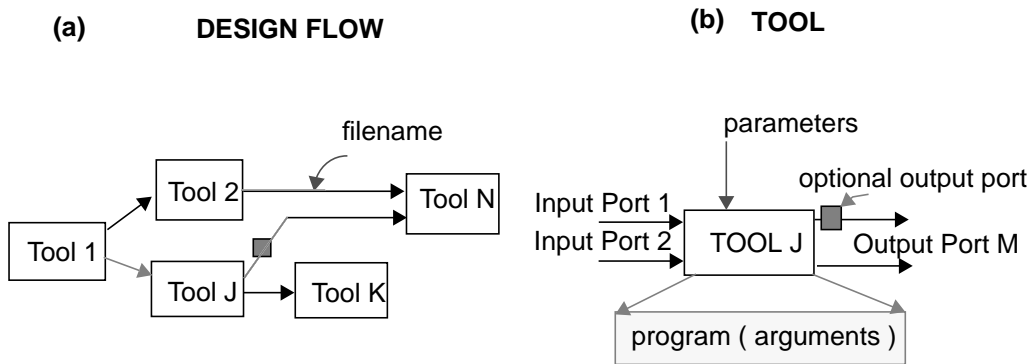 (a) DESIGN FLOW
filename
Tool 2
Tool N
Tool 1
Tool J
Tool K
(b) TOOL
parameters
optional output port
Input Port 1
Input Port 2
TOOL J
Output Port M
program ( arguments )